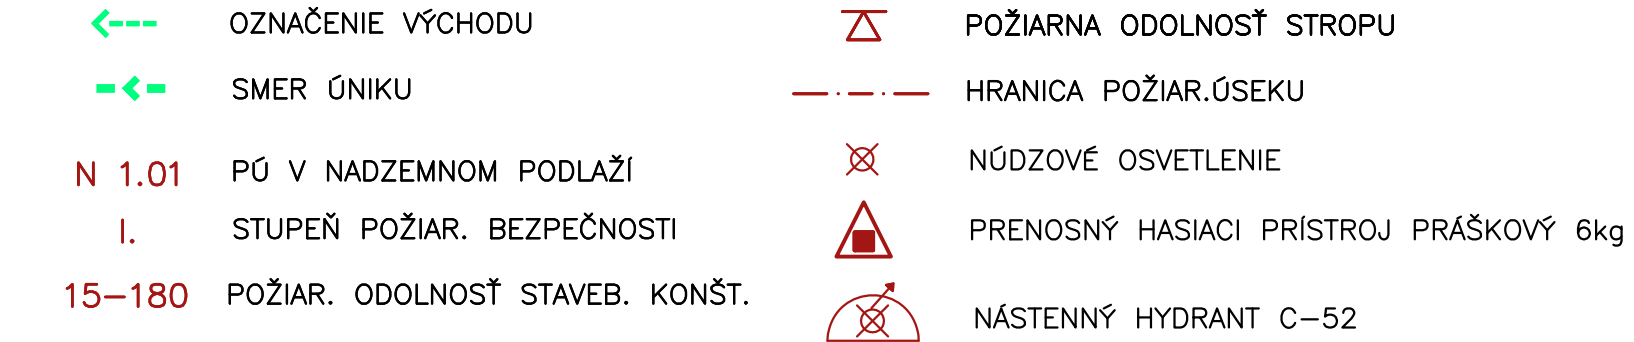 OZNAČENIE VÝCHODU
SMER ÚNIKU
N 1.01 PÚ V NADZEMNOM PODLAŽÍ
I. STUPEŇ POŽIAR. BEZPEČNOSTI
15-180 POŽIAR. ODOLNOSŤ STAVEB. KONŠT.
POŽIARNA ODOLNOSŤ STROPU
HRANICA POŽIAR.ÚSEKU
NÚDZOVÉ OSVETLENIE
PRENOSNÝ HASIACI PRÍSTROJ PRÁŠKOVÝ 6kg
NÁSTENNÝ HYDRANT C-52